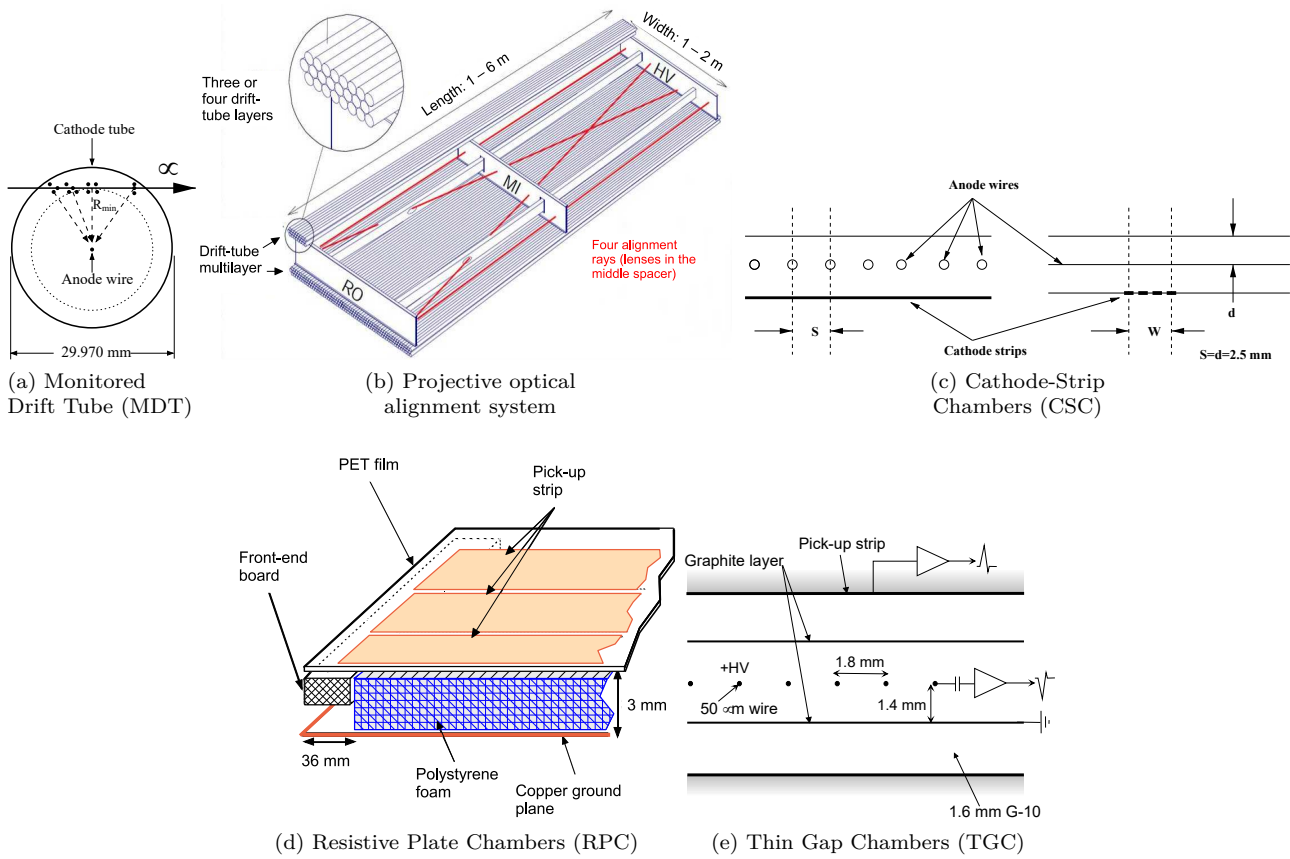 Cathode tube
∝
R_min
Anode wire
29.970 mm
(a) Monitored
Drift Tube (MDT)
Three or
four drift-
tube layers
Length: 1 – 6 m
Width: 1 – 2 m
HV
MI
RO
Drift-tube
multilayer
Four alignment
rays (lenses in the
middle spacer)
(b) Projective optical
alignment system
Anode wires
S
Cathode strips
W
d
S=d=2.5 mm
(c) Cathode-Strip
Chambers (CSC)
PET film
Pick-up
strip
Front-end
board
3 mm
36 mm
Polystyrene
foam
Copper ground
plane
(d) Resistive Plate Chambers (RPC)
Pick-up strip
Graphite layer
+HV
1.8 mm
50 ∝m wire
1.4 mm
1.6 mm G-10
(e) Thin Gap Chambers (TGC)